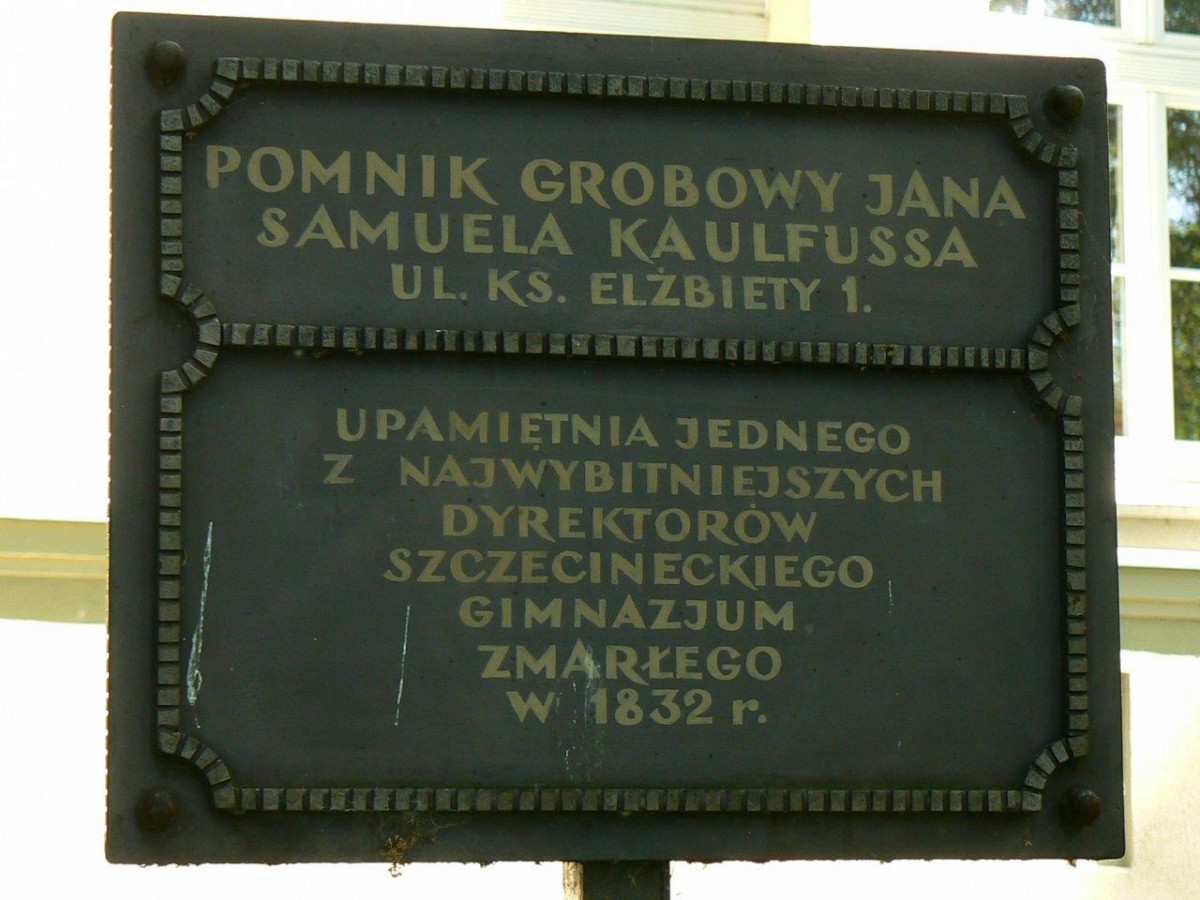 POMNIK GROBOWY JANA
SAMUELA KAULFUSSA
UL. KS. ELŻBIETY 1.
UPAMIĘTNIA JEDNEGO
Z NAJWYBITNIEJSZYCH
DYREKTORÓW
SZCZECINECKIEGO
GIMNAZJUM
ZMARŁEGO
W 1832 r.